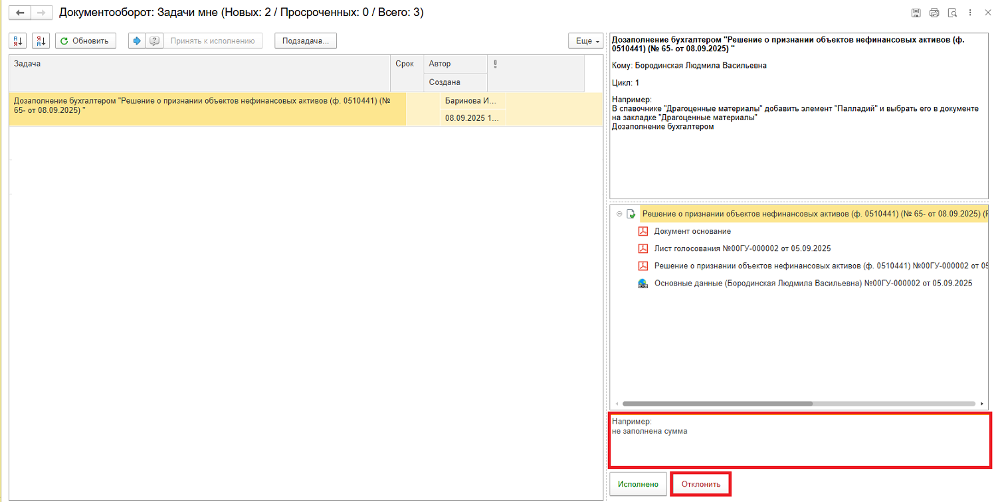 Документооборот: Задачи мне (Новых: 2 / Просроченных: 0 / Всего: 3)
Обновить
Принять к исполнению
Подзадача...
Еще
Задача
Срок
Автор
Создана
Дозаполнение бухгалтером "Решение о признании объектов нефинансовых активов (ф. 0510441) (№
65- от 08.09.2025) "
Баринова И...
08.09.2025 1...
Дозаполнение бухгалтером "Решение о признании объектов нефинансовых активов (ф.
0510441) (№ 65- от 08.09.2025) "
Кому: Бородинская Людмила Васильевна
Цикл: 1
Например:
В спавочнике "Драгоценные материалы" добавить элемент "Палладий" и выбрать его в документе
на закладке "Драгоценные материалы"
Дозаполнение бухгалтером
Решение о признании объектов нефинансовых активов (ф. 0510441) (№ 65- от 08.09.2025) (
Документ основание
Лист голосования №00ГУ-000002 от 05.09.2025
Решение о признании объектов нефинансовых активов (ф. 0510441) №00ГУ-000002 от 05
Основные данные (Бородинская Людмила Васильевна) №00ГУ-000002 от 05.09.2025
Например:
не заполнена сумма
Исполнено
Отклонить